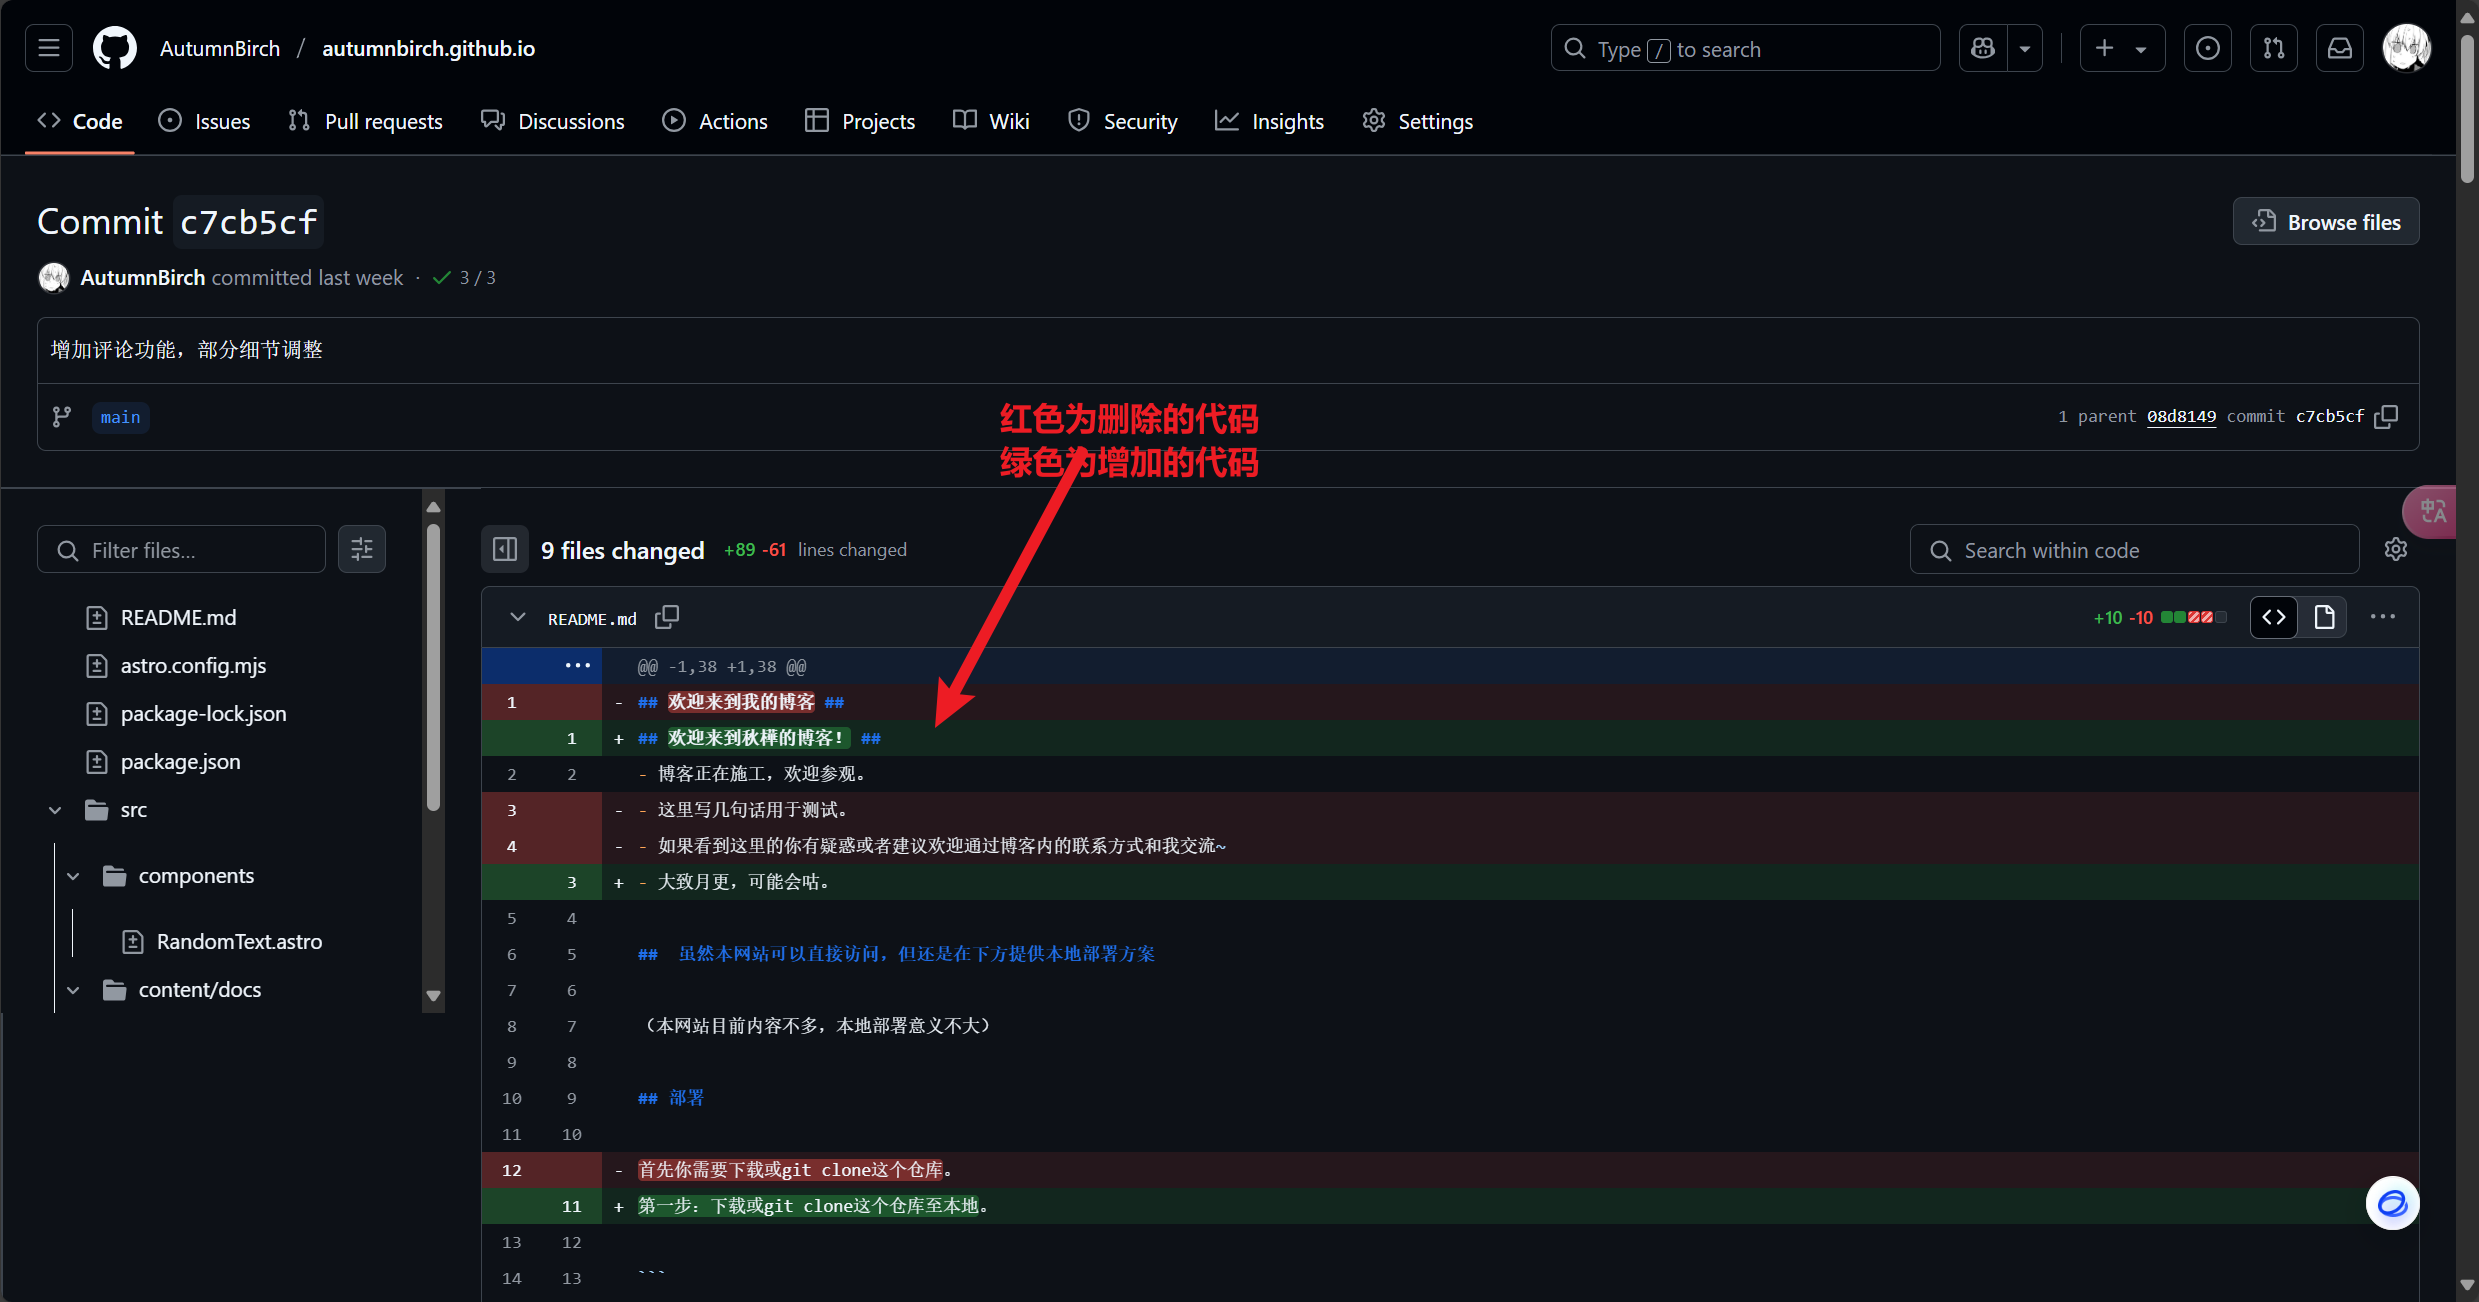 AutumnBirch / autumnbirch.github.io
Type / to search
Code
Issues
Pull requests
Discussions
Actions
Projects
Wiki
Security
Insights
Settings
Commit c7cb5cf
Browse files
AutumnBirch committed last week · 3 / 3
增加评论功能，部分细节调整
main
1 parent 08d8149 commit c7cb5cf
红色为删除的代码
绿色为增加的代码
Filter files...
9 files changed +89 -61 lines changed
Search within code
README.md
astro.config.mjs
package-lock.json
package.json
src
components
RandomText.astro
content/docs
README.md
+10 -10
@@ -1,38 +1,38 @@
1 - ## 欢迎来到我的博客 ##
1 + ## 欢迎来到秋樺的博客！ ##
2 2 - 博客正在施工，欢迎参观。
3 - - 这里写几句话用于测试。
4 - - 如果看到这里的你有疑惑或者建议欢迎通过博客内的联系方式和我交流~
3 + - 大致月更，可能会咕。
5 4
6 5 ## 虽然本网站可以直接访问，但还是在下方提供本地部署方案
7 6
8 7 （本网站目前内容不多，本地部署意义不大）
9 8
10 9 ## 部署
11 10
12 - 首先你需要下载或git clone这个仓库。
11 + 第一步：下载或git clone这个仓库至本地。
13 12
14 13 ```
中A